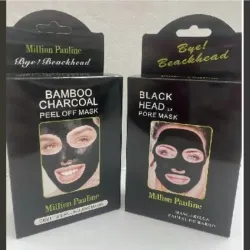 Million Pauline
Bye! Beackhead
BAMBOO
CHARCOAL
PEEL OFF MASK
Million Pauline
Bye!
Beackhead
BLACK
HEAD
PORE MASK
Million Pauline